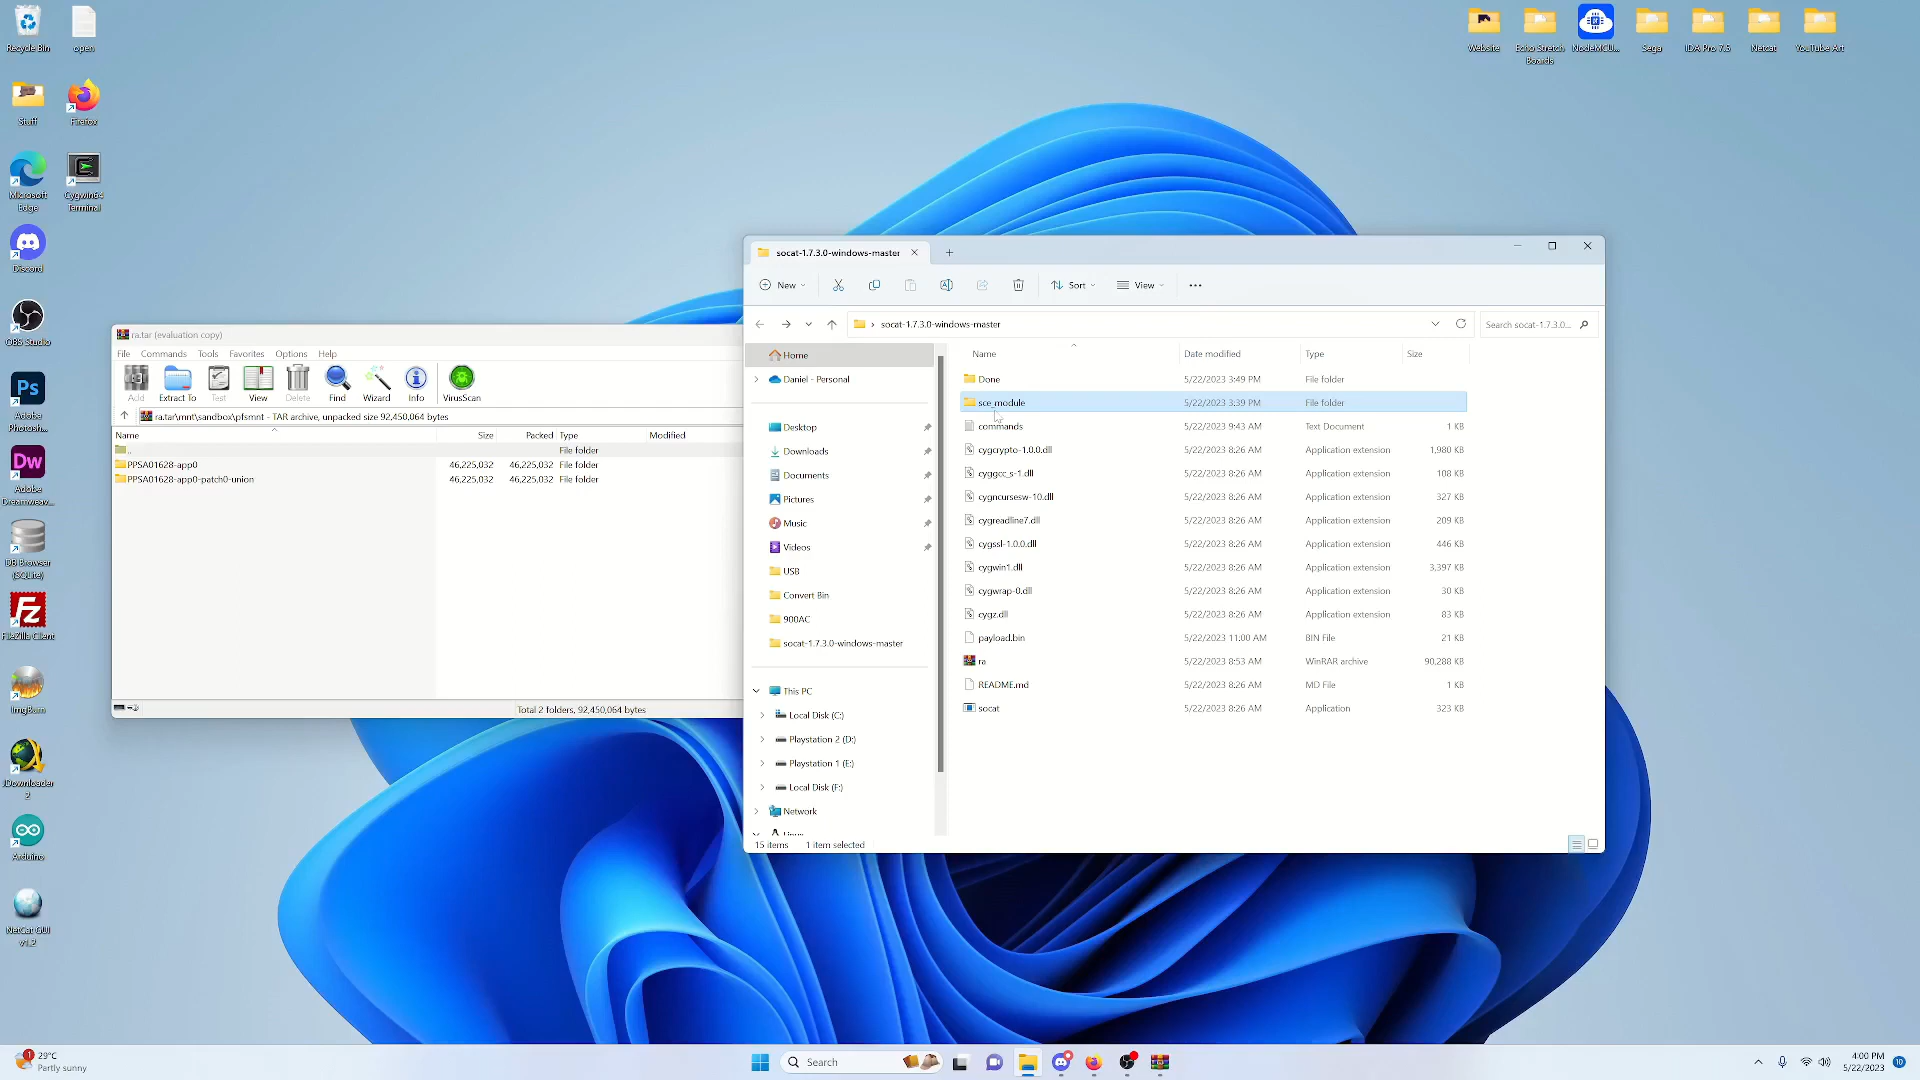 Recycle Bin
open
Stuff
Firefox
Microsoft Edge
Cygwin64 Terminal
Discord
OBS Studio
Adobe Photosh...
Adobe Dreamweav...
DB Browser (SQLite)
FileZilla Client
ImgBurn
JDownloader 2
Arduino
NetCat GUI v1.2
Website
Echo Stretch Boards
NodeMCU...
Sega
IDA Pro 7.5
Netcat
YouTube Art
ra.tar (evaluation copy)
File Commands Tools Favorites Options Help
Add Extract To Test View Delete Find Wizard Info VirusScan
ra.tar\mnt\sandbox\pfsmnt - TAR archive, unpacked size 92,450,064 bytes
Name Size Packed Type Modified
.. File folder
PPSA01628-app0 46,225,032 46,225,032 File folder
PPSA01628-app0-patch0-union 46,225,032 46,225,032 File folder
Total 2 folders, 92,450,064 bytes
socat-1.7.3.0-windows-master
New Sort View
socat-1.7.3.0-windows-master
Search socat-1.7.3.0...
Home
Daniel - Personal
Desktop
Downloads
Documents
Pictures
Music
Videos
USB
Convert Bin
900AC
socat-1.7.3.0-windows-master
This PC
Local Disk (C:)
Playstation 2 (D:)
Playstation 1 (E:)
Local Disk (F:)
Network
Linux
Name Date modified Type Size
Done 5/22/2023 3:49 PM File folder
sce_module 5/22/2023 3:39 PM File folder
commands 5/22/2023 9:43 AM Text Document 1 KB
cygcrypto-1.0.0.dll 5/22/2023 8:26 AM Application extension 1,980 KB
cyggcc_s-1.dll 5/22/2023 8:26 AM Application extension 108 KB
cygncursesw-10.dll 5/22/2023 8:26 AM Application extension 327 KB
cygreadline7.dll 5/22/2023 8:26 AM Application extension 209 KB
cygssl-1.0.0.dll 5/22/2023 8:26 AM Application extension 446 KB
cygwin1.dll 5/22/2023 8:26 AM Application extension 3,397 KB
cygwrap-0.dll 5/22/2023 8:26 AM Application extension 30 KB
cygz.dll 5/22/2023 8:26 AM Application extension 83 KB
payload.bin 5/22/2023 11:00 AM BIN File 21 KB
ra 5/22/2023 8:53 AM WinRAR archive 90,288 KB
README.md 5/22/2023 8:26 AM MD File 1 KB
socat 5/22/2023 8:26 AM Application 323 KB
15 items 1 item selected
1
29°C
Partly sunny
Search
4:00 PM
5/22/2023
10